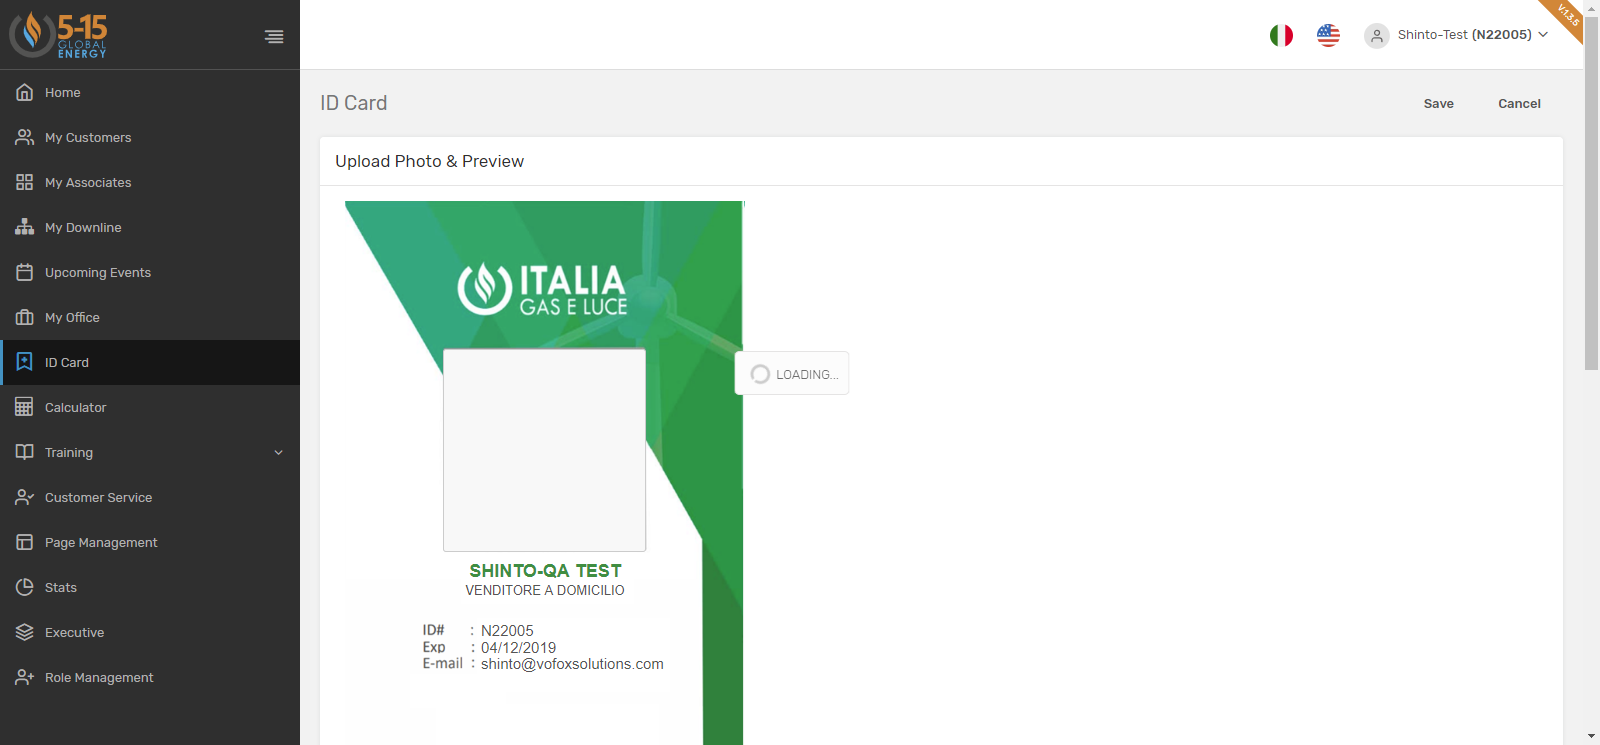 5-15
GLOBAL
ENERGY
Home
My Customers
My Associates
My Downline
Upcoming Events
My Office
ID Card
Calculator
Training
Customer Service
Page Management
Stats
Executive
Role Management
Shinto-Test (N22005)
V.1.3.5
ID Card
Save
Cancel
Upload Photo & Preview
ITALIA
GAS E LUCE
LOADING...
SHINTO-QA TEST
VENDITORE A DOMICILIO
ID# : N22005
Exp : 04/12/2019
E-mail : shinto@vofoxsolutions.com